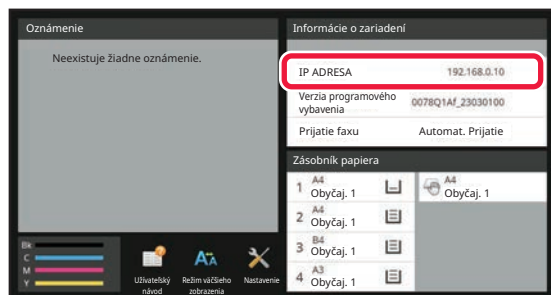 Oznámenie
Neexistuje žiadne oznámenie.
Informácie o zariadení
IP ADRESA 192.168.0.10
Verzia programového vybavenia 0078Q1Af_23030100
Prijatie faxu Automat. Prijatie
Zásobník papiera
1 A4
Obyčaj. 1
A4
Obyčaj. 1
2 A4
Obyčaj. 1
3 B4
Obyčaj. 1
4 A3
Obyčaj. 1
Bk
C
M
Y
Užívateľský
návod
Režim väčšieho
zobrazenia
Nastavenie